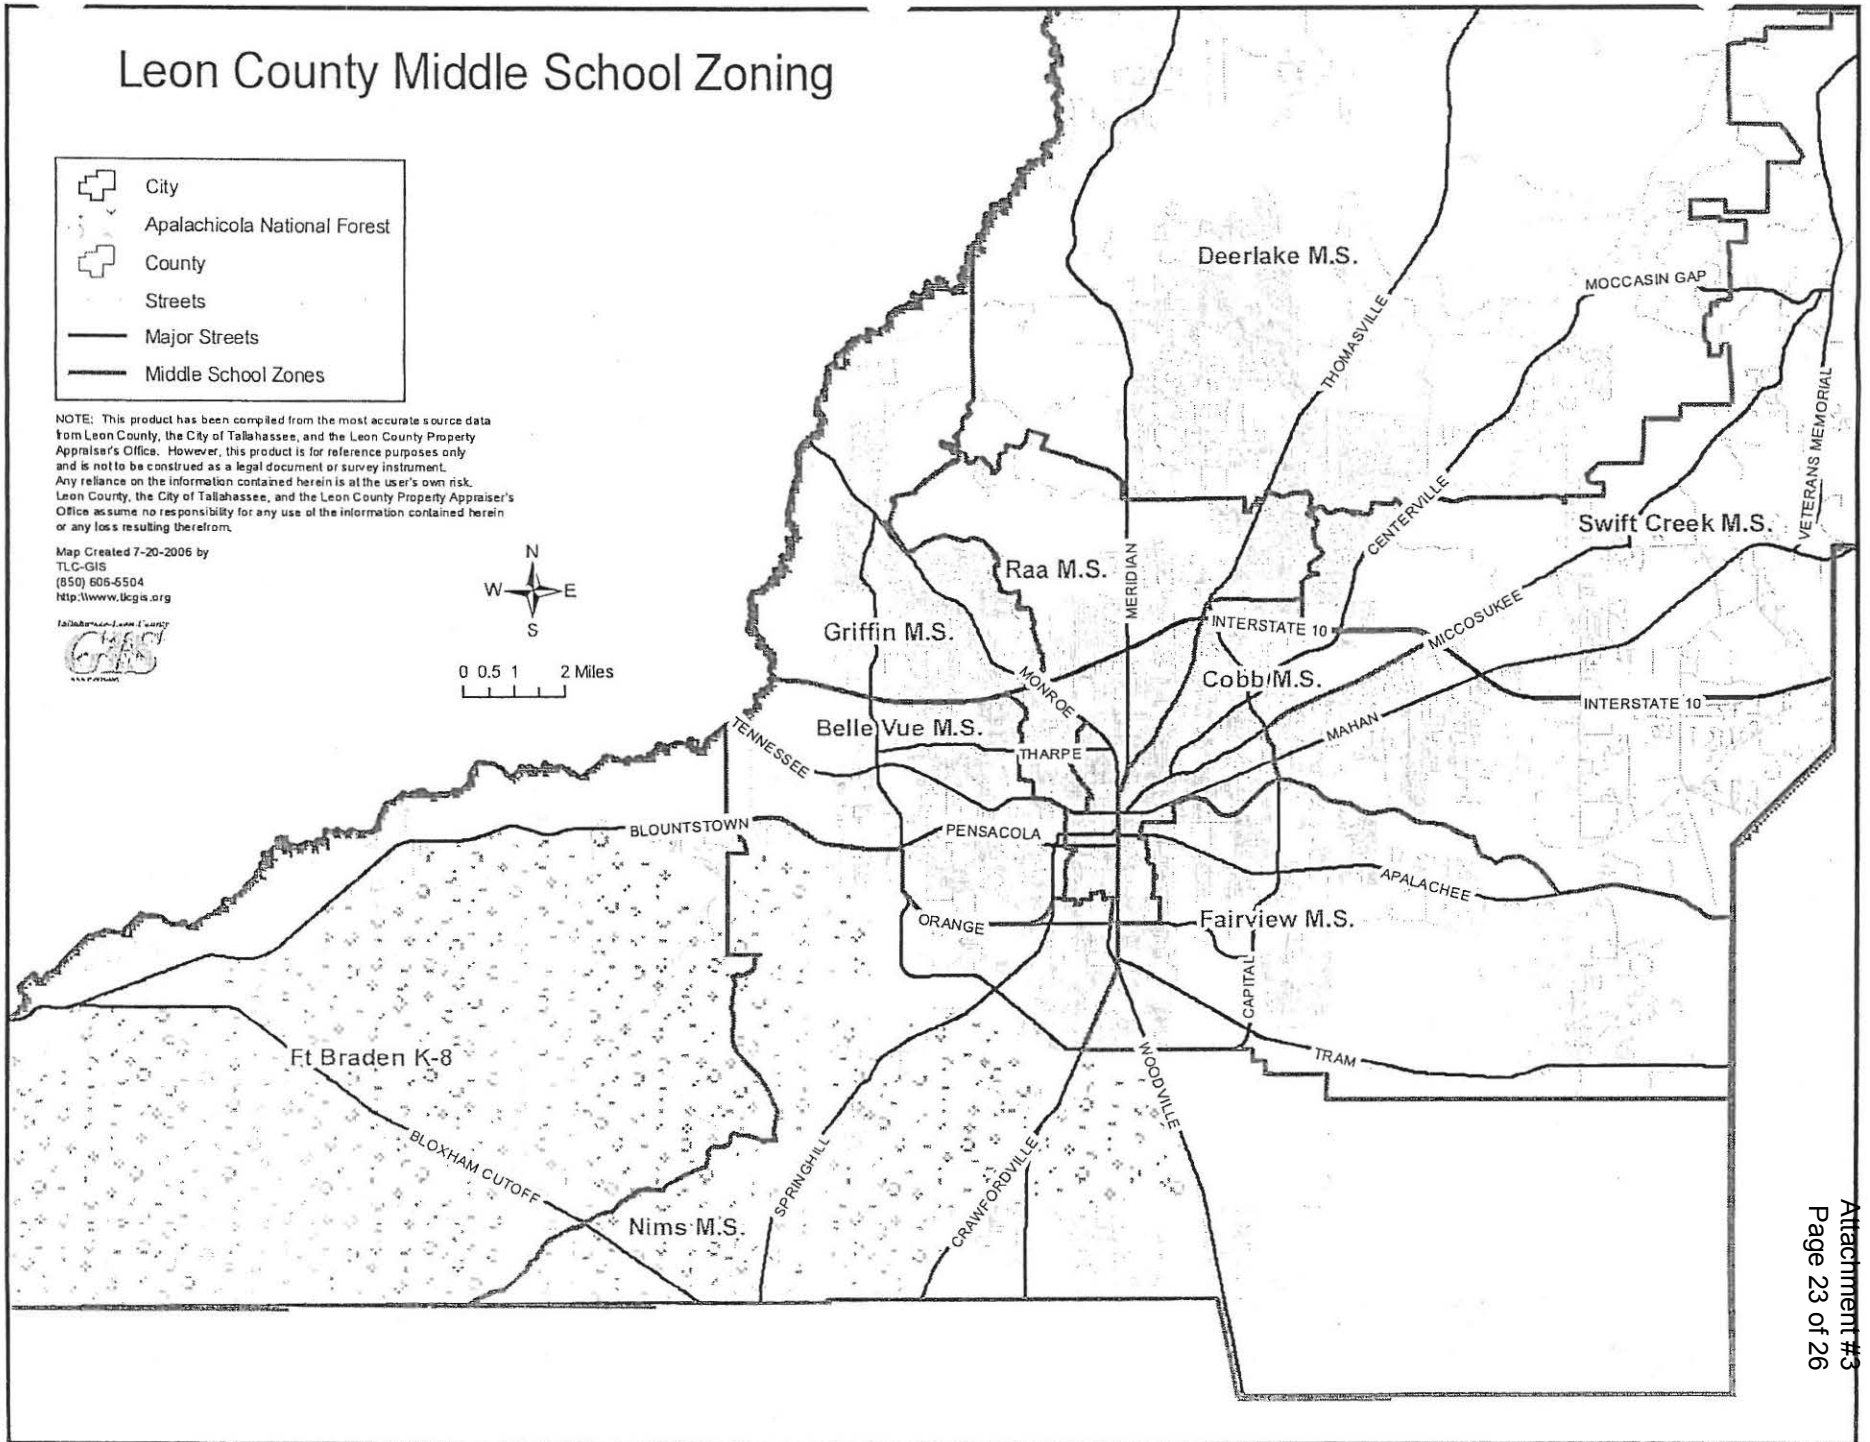 Leon County Middle School Zoning
City
Apalachicola National Forest
County
Streets
Major Streets
Middle School Zones
NOTE: This product has been compiled from the most accurate source data
from Leon County, the City of Tallahassee, and the Leon County Property
Appraiser's Office. However, this product is for reference purposes only
and is not to be construed as a legal document or survey instrument.
Any reliance on the information contained herein is at the user's own risk.
Leon County, the City of Tallahassee, and the Leon County Property Appraiser's
Office assume no responsibility for any use of the information contained herein
or any loss resulting therefrom.
Map Created 7-20-2006 by
TLC-GIS
(850) 606-5504
http:\\www.tlcgis.org
Tallahassee-Leon County
GIS
N
W
E
S
0 0.5 1 2 Miles
Deerlake M.S.
MOCCASIN GAP
THOMASVILLE
VETERANS MEMORIAL
CENTERVILLE
Swift Creek M.S.
Raa M.S.
MERIDIAN
Griffin M.S.
INTERSTATE 10
MICCOSUKEE
MONROE
Cobb M.S.
INTERSTATE 10
Belle Vue M.S.
MAHAN
TENNESSEE
THARPE
BLOUNTSTOWN
PENSACOLA
APALACHEE
ORANGE
Fairview M.S.
CAPITAL
Ft Braden K-8
TRAM
WOODVILLE
BLOXHAM CUTOFF
SPRINGHILL
CRAWFORDVILLE
Nims M.S.
Attachment #3
Page 23 of 26